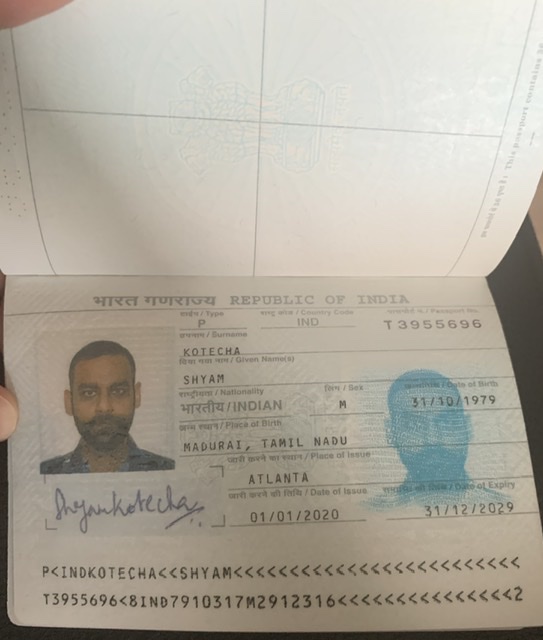 भारत गणराज्य REPUBLIC OF INDIA
टाईप / Type
P
राष्ट्र कोड / Country Code
IND
पासपोर्ट नं. / Passport No.
T3955696
उपनाम / Surname
KOTECHA
दिया गया नाम / Given Name(s)
SHYAM
राष्ट्रीयता / Nationality
भारतीय / INDIAN
लिंग / Sex
M
जन्मतिथि / Date of Birth
31/10/1979
जन्म स्थान / Place of Birth
MADURAI, TAMIL NADU
जारी करने का स्थान / Place of Issue
ATLANTA
जारी करने की तिथि / Date of Issue
01/01/2020
समाप्ति की तिथि / Date of Expiry
31/12/2029
Shyamkotecha
P<INDKOTECHA<<SHYAM<<<<<<<<<<<<<<<<<<<<<<<<<
T3955696<8IND7910317M2912316<<<<<<<<<<<<<<<2
This passport contains 36